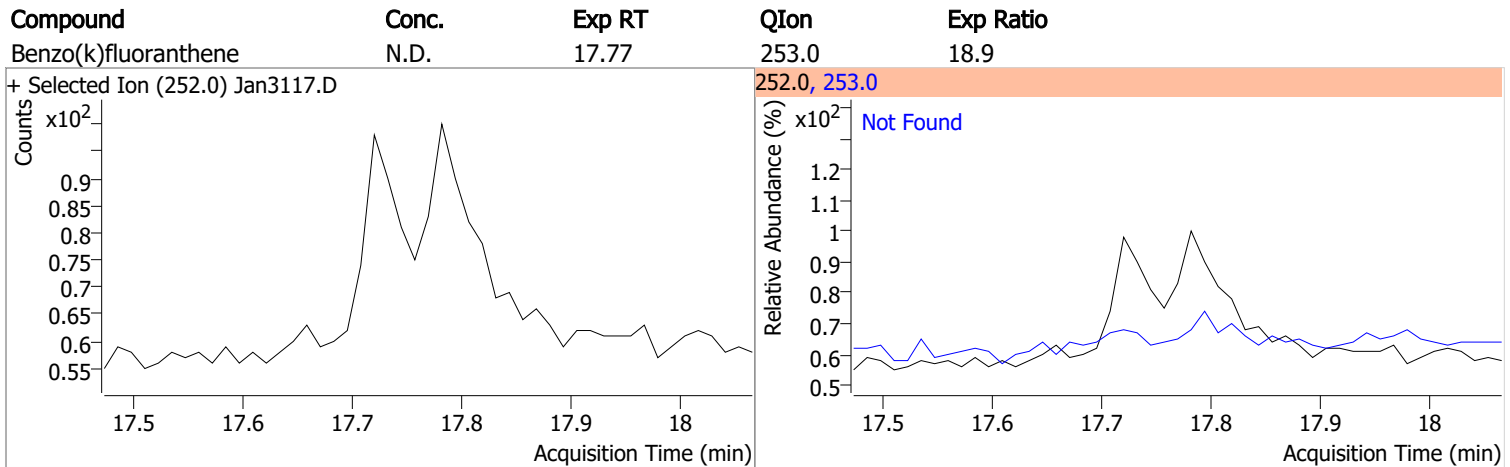 Compound Conc. Exp RT QIon Exp Ratio
Benzo(k)fluoranthene N.D. 17.77 253.0 18.9
+ Selected Ion (252.0) Jan3117.D
Counts
x10²
0.9
0.85
0.8
0.75
0.7
0.65
0.6
0.55
17.5 17.6 17.7 17.8 17.9 18
Acquisition Time (min)
252.0, 253.0
Relative Abundance (%)
x10²
Not Found
1.2
1.1
1
0.9
0.8
0.7
0.6
0.5
17.5 17.6 17.7 17.8 17.9 18
Acquisition Time (min)